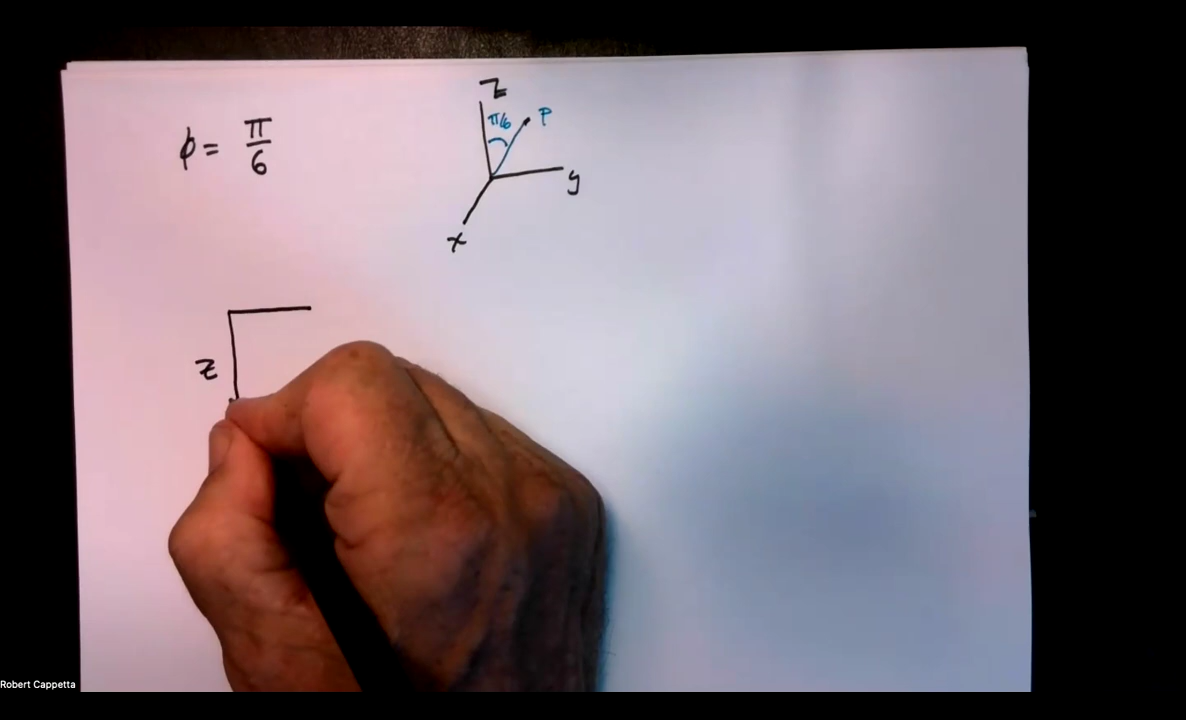 z
π/6 P
ϕ = π/6
y
x
z
Robert Cappetta